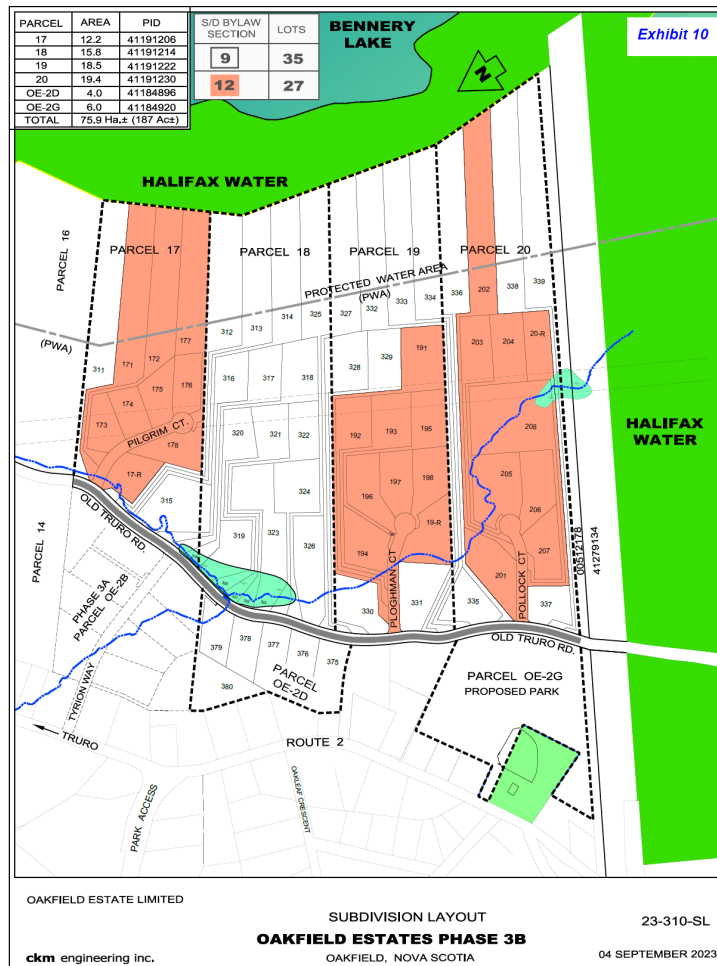 PARCEL AREA PID
17 12.2 41191206
18 15.8 41191214
19 18.5 41191222
20 19.4 41191230
OE-2D 4.0 41184896
OE-2G 6.0 41184920
TOTAL 75.9 Ha,± (187 Ac±)
S/D BYLAW
SECTION
LOTS
9 35
12 27
BENNERY
LAKE
Exhibit 10
N
HALIFAX WATER
PARCEL 16
PARCEL 17
PARCEL 18
PARCEL 19
PARCEL 20
PROTECTED WATER AREA
(PWA)
(PWA)
312
313
314
325
327
332
333
334
336
202
338
339
311
171
172
177
316
317
318
328
329
191
203
204
20-R
173
174
175
176
PILGRIM CT.
178
17-R
315
320
321
322
324
192
193
195
208
HALIFAX
WATER
196
197
198
19-R
205
206
207
319
323
326
194
PLOGHMAN CT
201
POLLOCK CT
00512178
41279134
OLD TRURO RD.
330
331
335
337
OLD TRURO RD.
PARCEL 14
PHASE 3A
PARCEL OE-2B
TYRION WAY
379
378
377
376
375
380
PARCEL
OE-2D
PARCEL OE-2G
PROPOSED PARK
TRURO
ROUTE 2
PARK ACCESS
OAKLEAF CRESCENT
OAKFIELD ESTATE LIMITED
SUBDIVISION LAYOUT
23-310-SL
OAKFIELD ESTATES PHASE 3B
ckm engineering inc.
OAKFIELD, NOVA SCOTIA
04 SEPTEMBER 2023